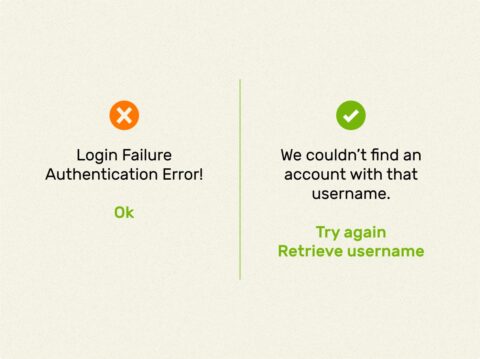 Login Failure
Authentication Error!
Ok
We couldn’t find an
account with that
username.
Try again
Retrieve username